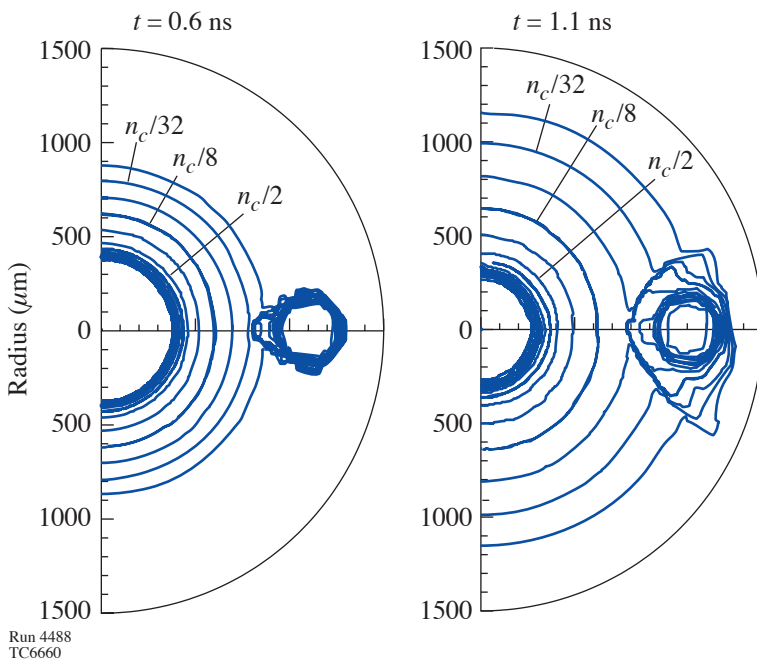 t = 0.6 ns
t = 1.1 ns
1500
1000
500
0
500
1000
1500
Radius (μm)
n_c/32
n_c/8
n_c/2
1500
1000
500
0
500
1000
1500
n_c/32
n_c/8
n_c/2
Run 4488
TC6660